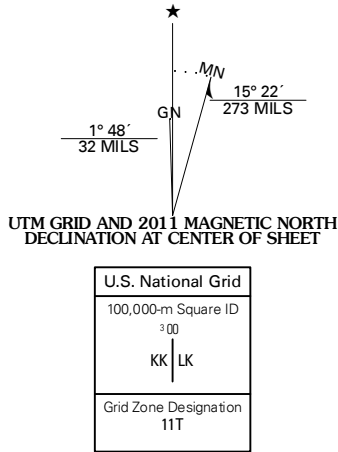 ★
MN
15° 22´
273 MILS
GN
1° 48´
32 MILS
UTM GRID AND 2011 MAGNETIC NORTH
DECLINATION AT CENTER OF SHEET
U.S. National Grid
100,000-m Square ID
³00
KK LK
Grid Zone Designation
11T